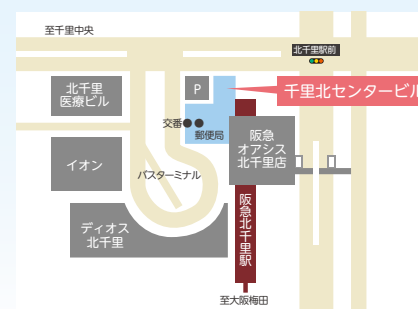 至千里中央
北千里駅前
北千里
医療ビル
P
千里北センタービル
交番
郵便局
阪急
オアシス
北千里店
イオン
バスターミナル
阪急北千里駅
ディオス
北千里
至大阪梅田